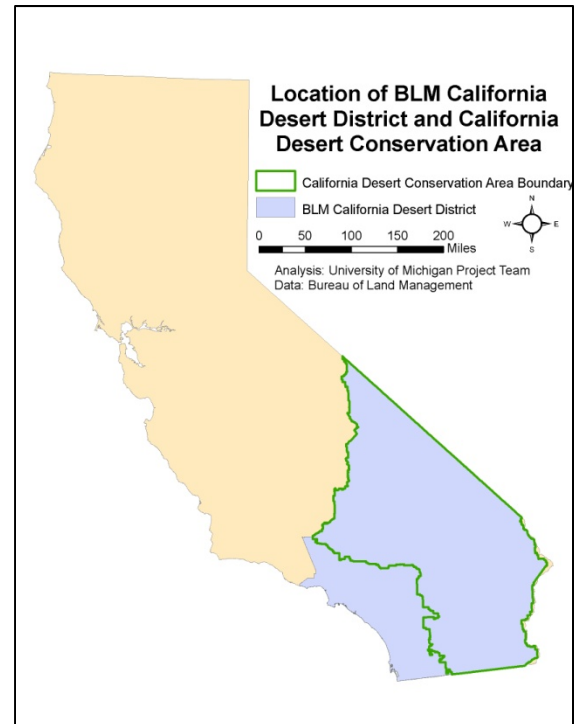 Location of BLM California
Desert District and California
Desert Conservation Area
California Desert Conservation Area Boundary
BLM California Desert District
N
W E
S
0 50 100 150 200
Miles
Analysis: University of Michigan Project Team
Data: Bureau of Land Management